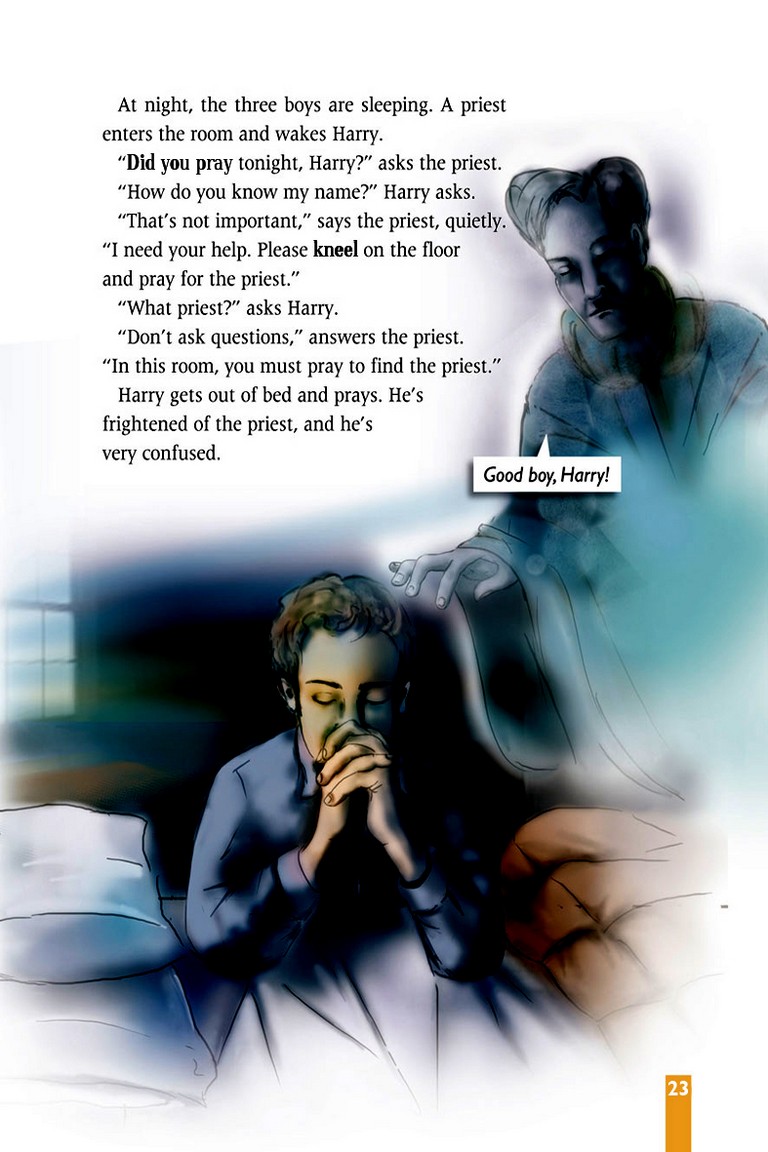 At night, the three boys are sleeping. A priest
enters the room and wakes Harry.
“Did you pray tonight, Harry?” asks the priest.
“How do you know my name?” Harry asks.
“That’s not important,” says the priest, quietly.
“I need your help. Please kneel on the floor
and pray for the priest.”
“What priest?” asks Harry.
“Don’t ask questions,” answers the priest.
“In this room, you must pray to find the priest.”
Harry gets out of bed and prays. He’s
frightened of the priest, and he’s
very confused.
Good boy, Harry!
23